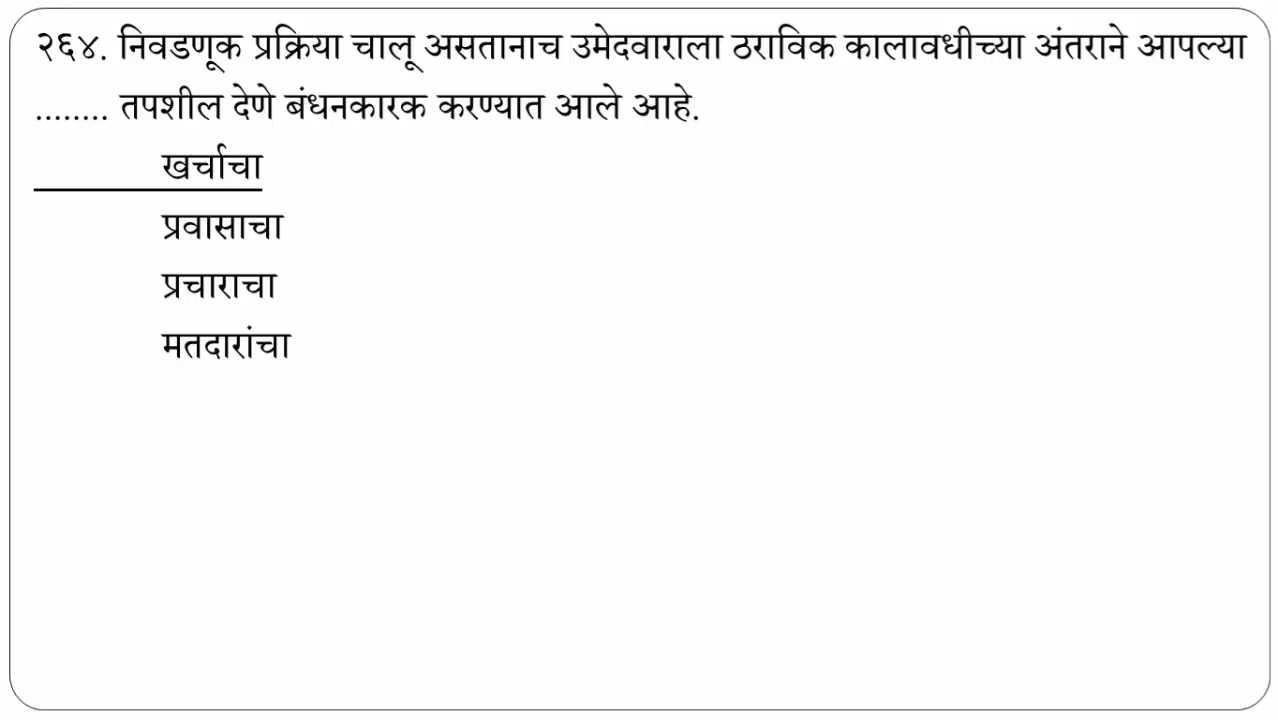 २६४. निवडणूक प्रक्रिया चालू असतानाच उमेदवाराला ठराविक कालावधीच्या अंतराने आपल्या
........ तपशील देणे बंधनकारक करण्यात आले आहे.
खर्चाचा
प्रवासाचा
प्रचाराचा
मतदारांचा